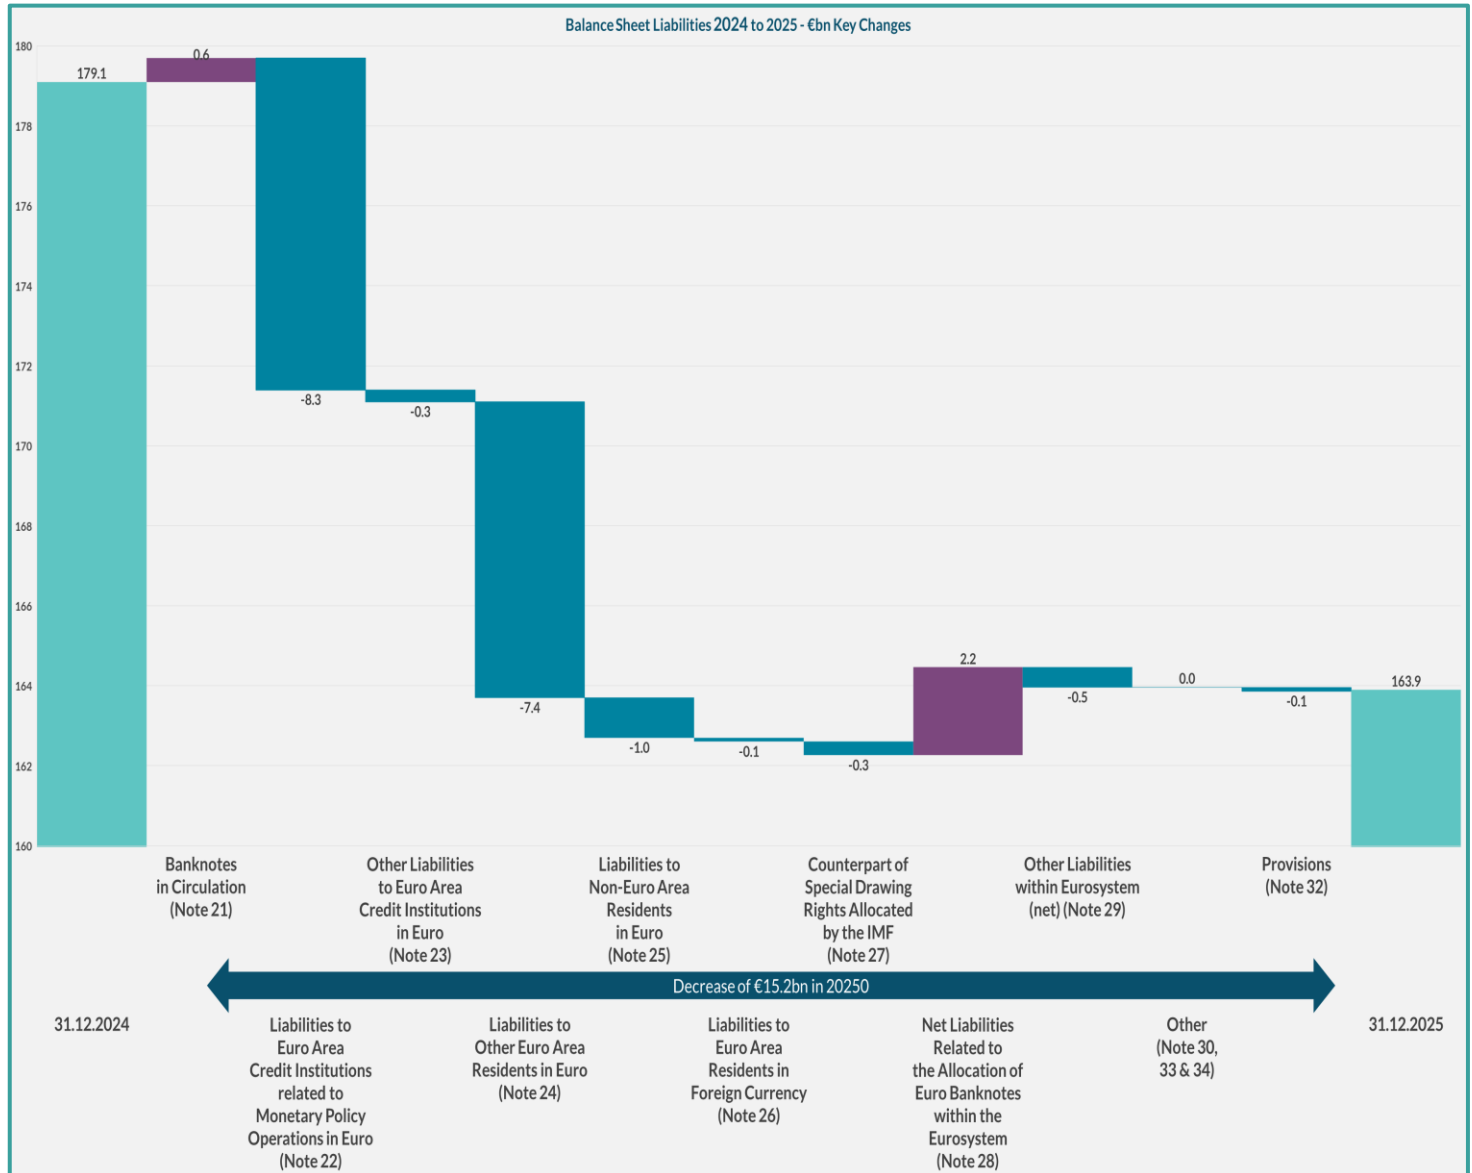 Balance Sheet Liabilities 2024 to 2025 - €bn Key Changes
180
178
176
174
172
170
168
166
164
162
160
179.1
0.6
-8.3
-0.3
-7.4
-1.0
-0.1
-0.3
2.2
-0.5
0.0
-0.1
163.9
Banknotes
in Circulation
(Note 21)
Other Liabilities
to Euro Area
Credit Institutions
in Euro
(Note 23)
Liabilities to
Non-Euro Area
Residents
in Euro
(Note 25)
Counterpart of
Special Drawing
Rights Allocated
by the IMF
(Note 27)
Other Liabilities
within Eurosystem
(net) (Note 29)
Provisions
(Note 32)
Decrease of €15.2bn in 20250
31.12.2024
Liabilities to
Euro Area
Credit Institutions
related to
Monetary Policy
Operations in Euro
(Note 22)
Liabilities to
Other Euro Area
Residents in Euro
(Note 24)
Liabilities to
Euro Area
Residents in
Foreign Currency
(Note 26)
Net Liabilities
Related to
the Allocation of
Euro Banknotes
within the
Eurosystem
(Note 28)
Other
(Note 30,
33 & 34)
31.12.2025